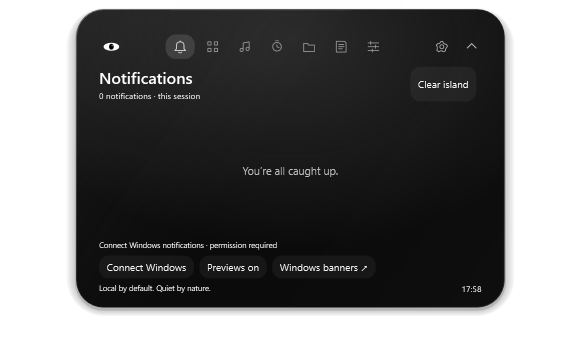 Notifications
0 notifications · this session
Clear island
You're all caught up.
Connect Windows notifications · permission required
Connect Windows
Previews on
Windows banners ↗
Local by default. Quiet by nature.
17:58